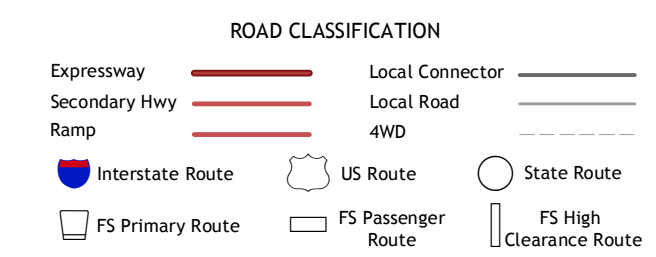 ROAD CLASSIFICATION
Expressway
Local Connector
Secondary Hwy
Local Road
Ramp
4WD
Interstate Route
US Route
State Route
FS Primary Route
FS Passenger
Route
FS High
Clearance Route